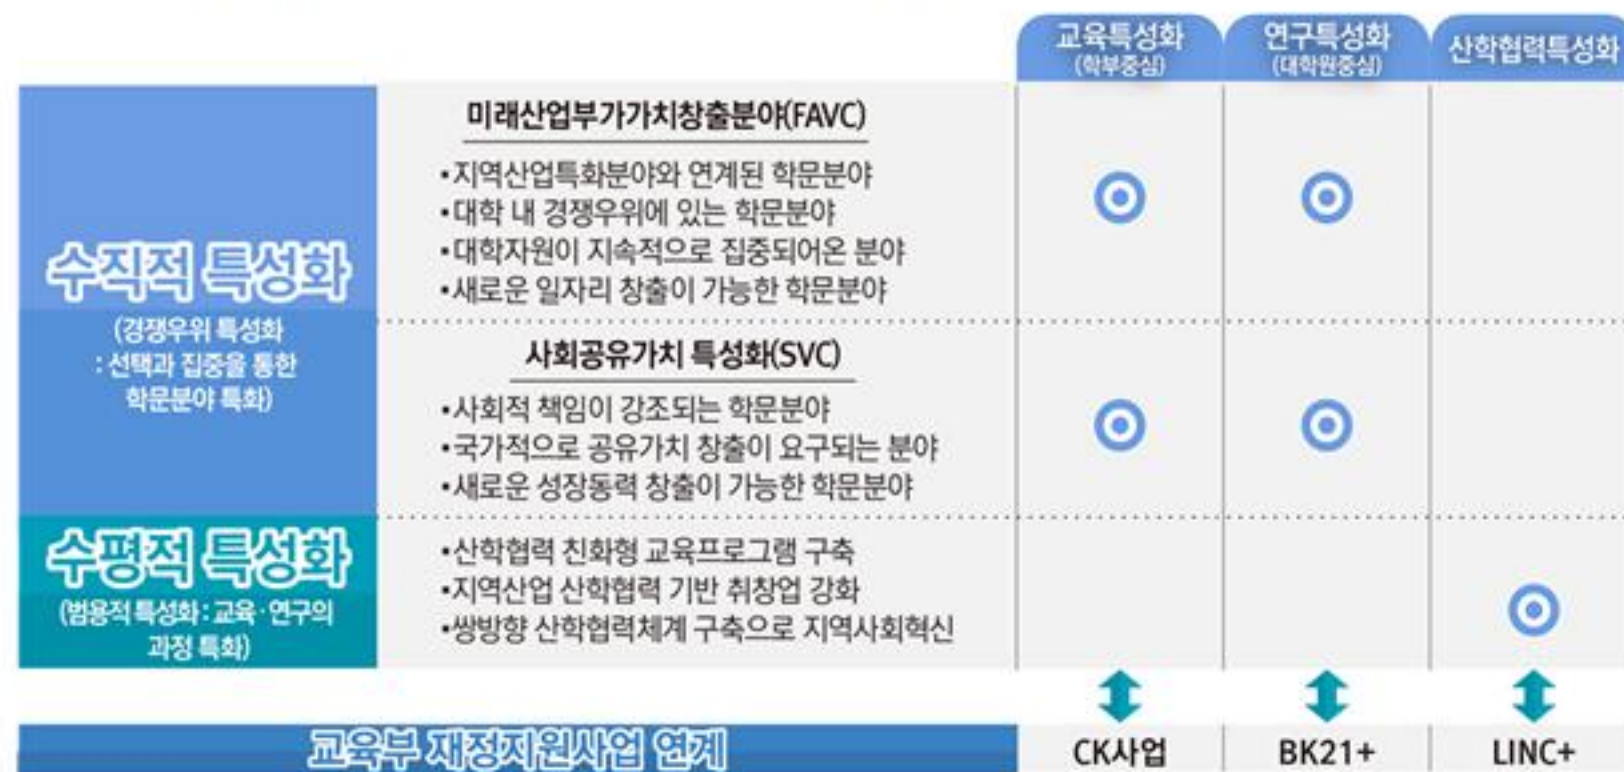 교육특성화
(학부중심)
연구특성화
(대학원중심)
산학협력특성화
수직적 특성화
(경쟁우위 특성화
: 선택과 집중을 통한
학문분야 특화)
미래산업부가가치창출분야(FAVC)
•지역산업특화분야와 연계된 학문분야
•대학 내 경쟁우위에 있는 학문분야
•대학자원이 지속적으로 집중되어온 분야
•새로운 일자리 창출이 가능한 학문분야
사회공유가치 특성화(SVC)
•사회적 책임이 강조되는 학문분야
•국가적으로 공유가치 창출이 요구되는 분야
•새로운 성장동력 창출이 가능한 학문분야
수평적 특성화
(범용적 특성화 : 교육·연구의
과정 특화)
•산학협력 친화형 교육프로그램 구축
•지역산업 산학협력 기반 취창업 강화
•쌍방향 산학협력체계 구축으로 지역사회혁신
교육부 재정지원사업 연계
CK사업
BK21+
LINC+